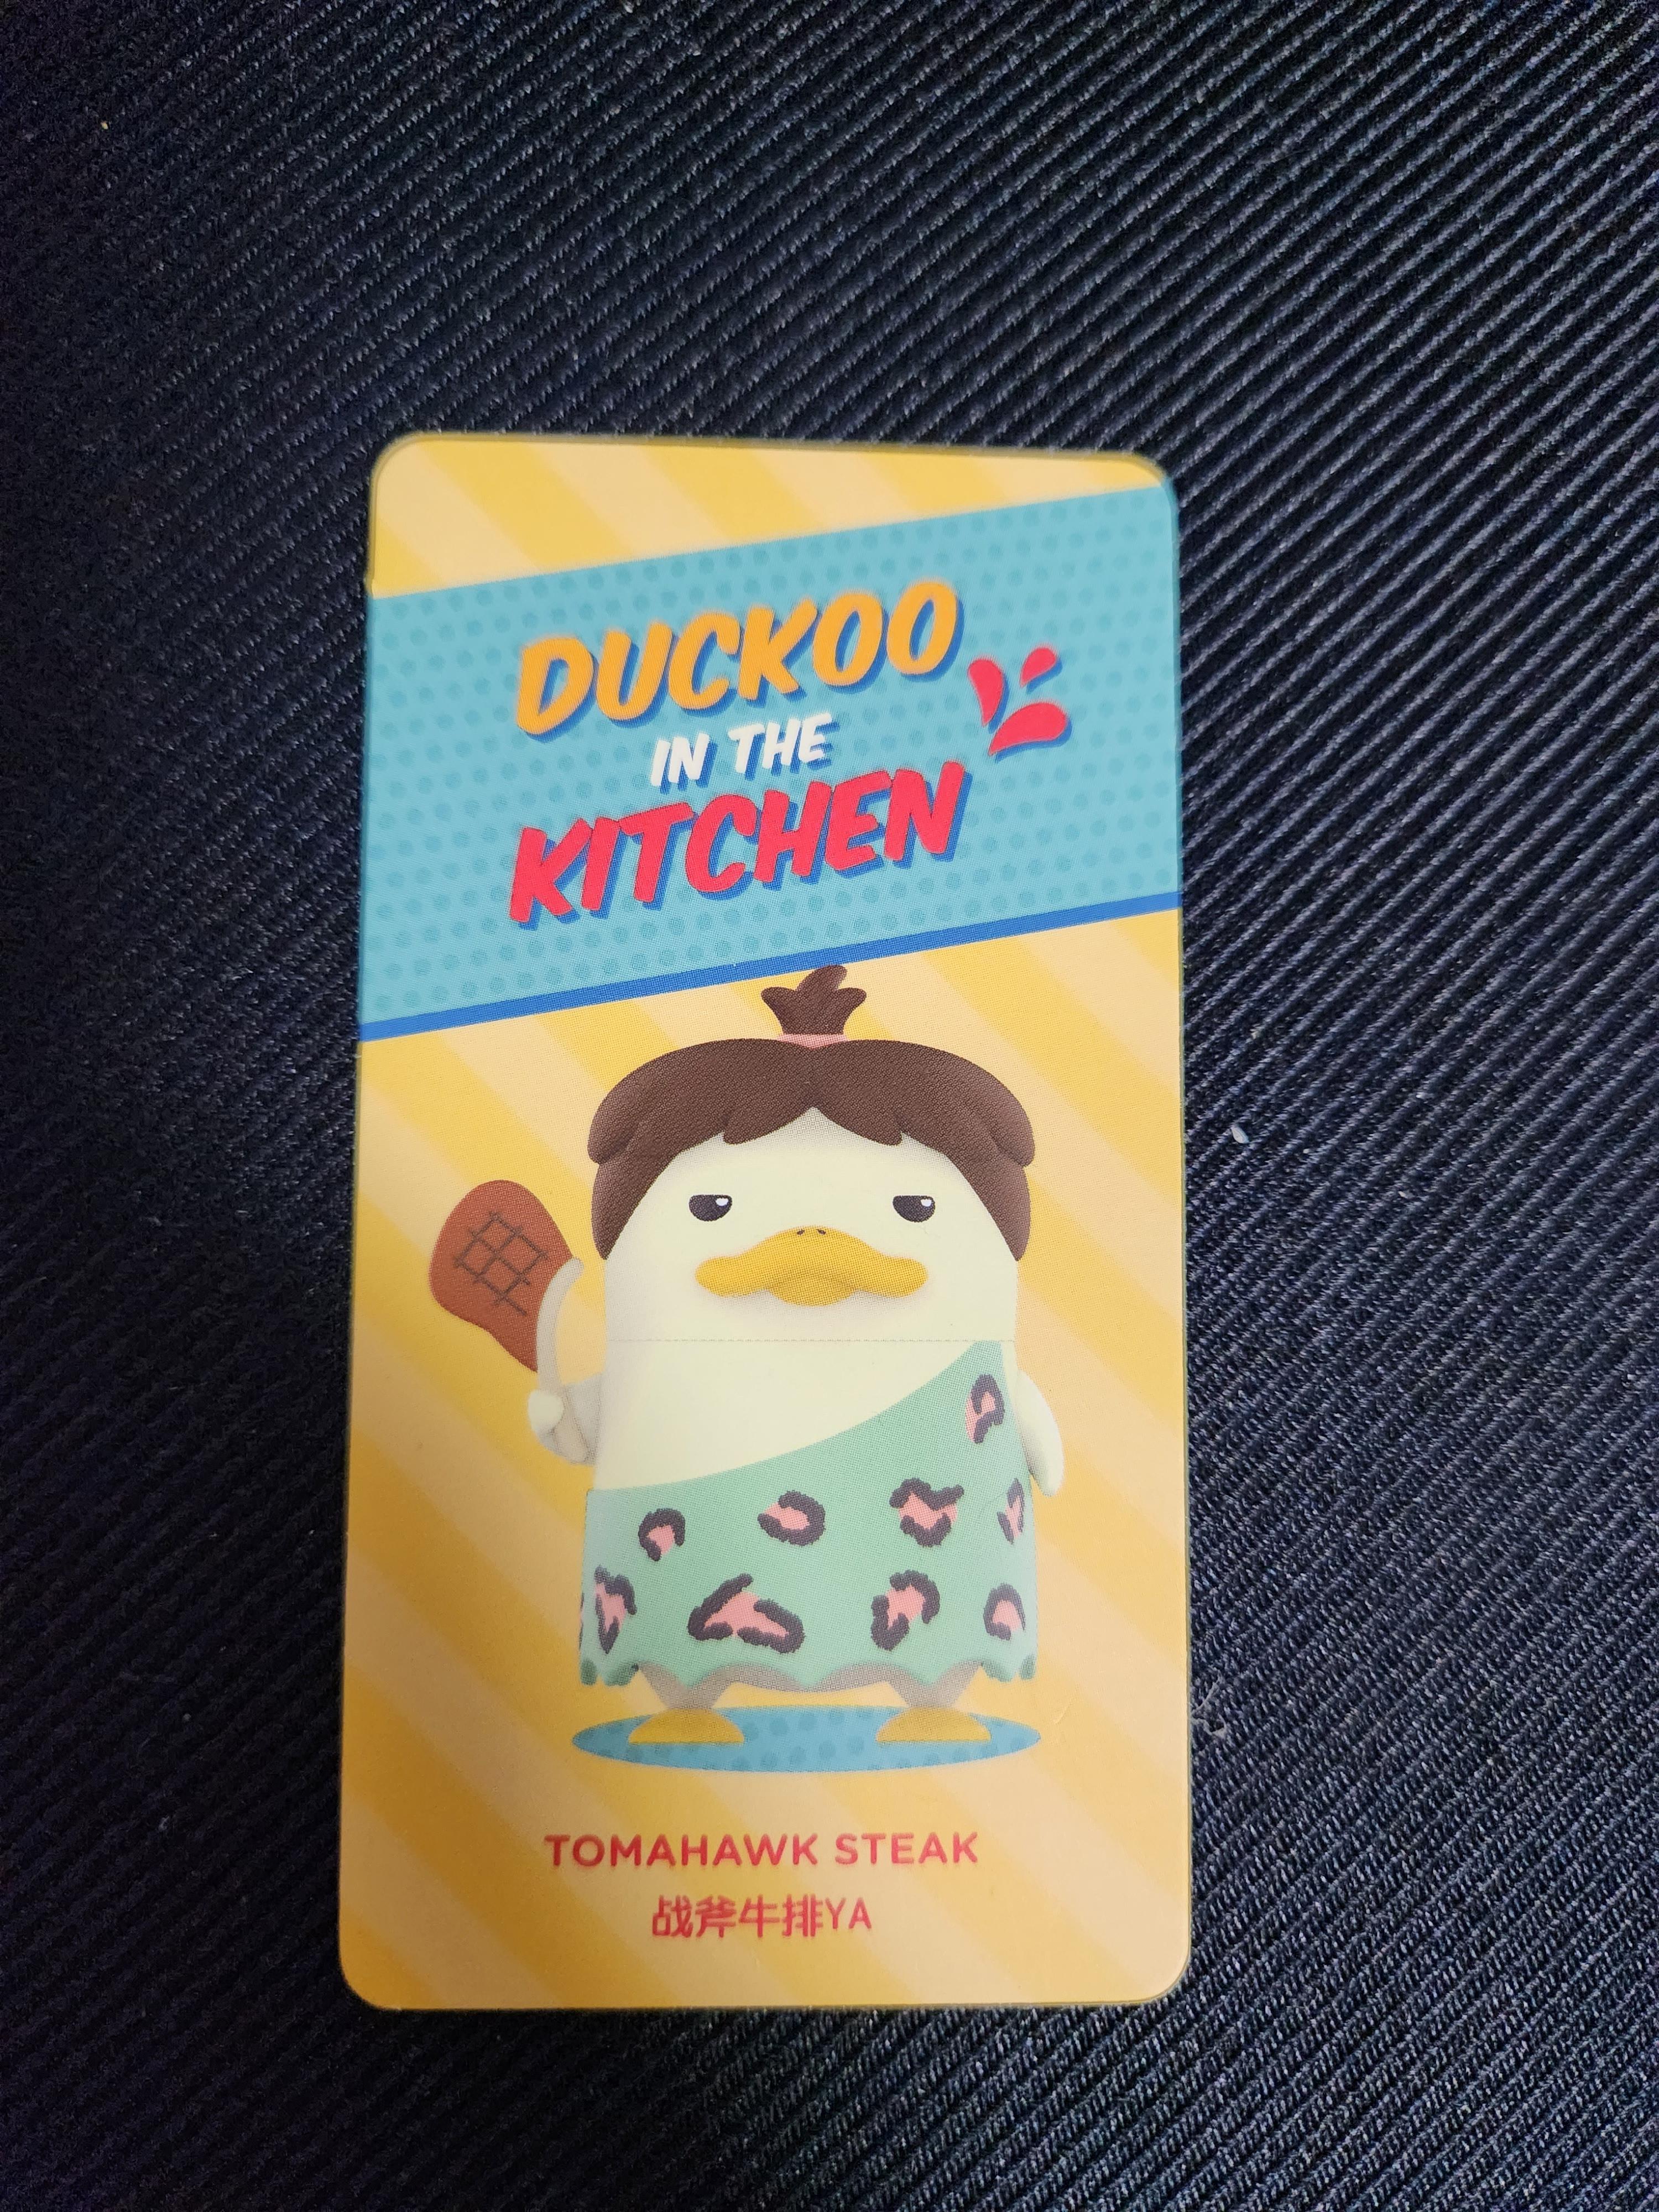 DUCKOO
IN THE
KITCHEN
TOMAHAWK STEAK
战斧牛排YA